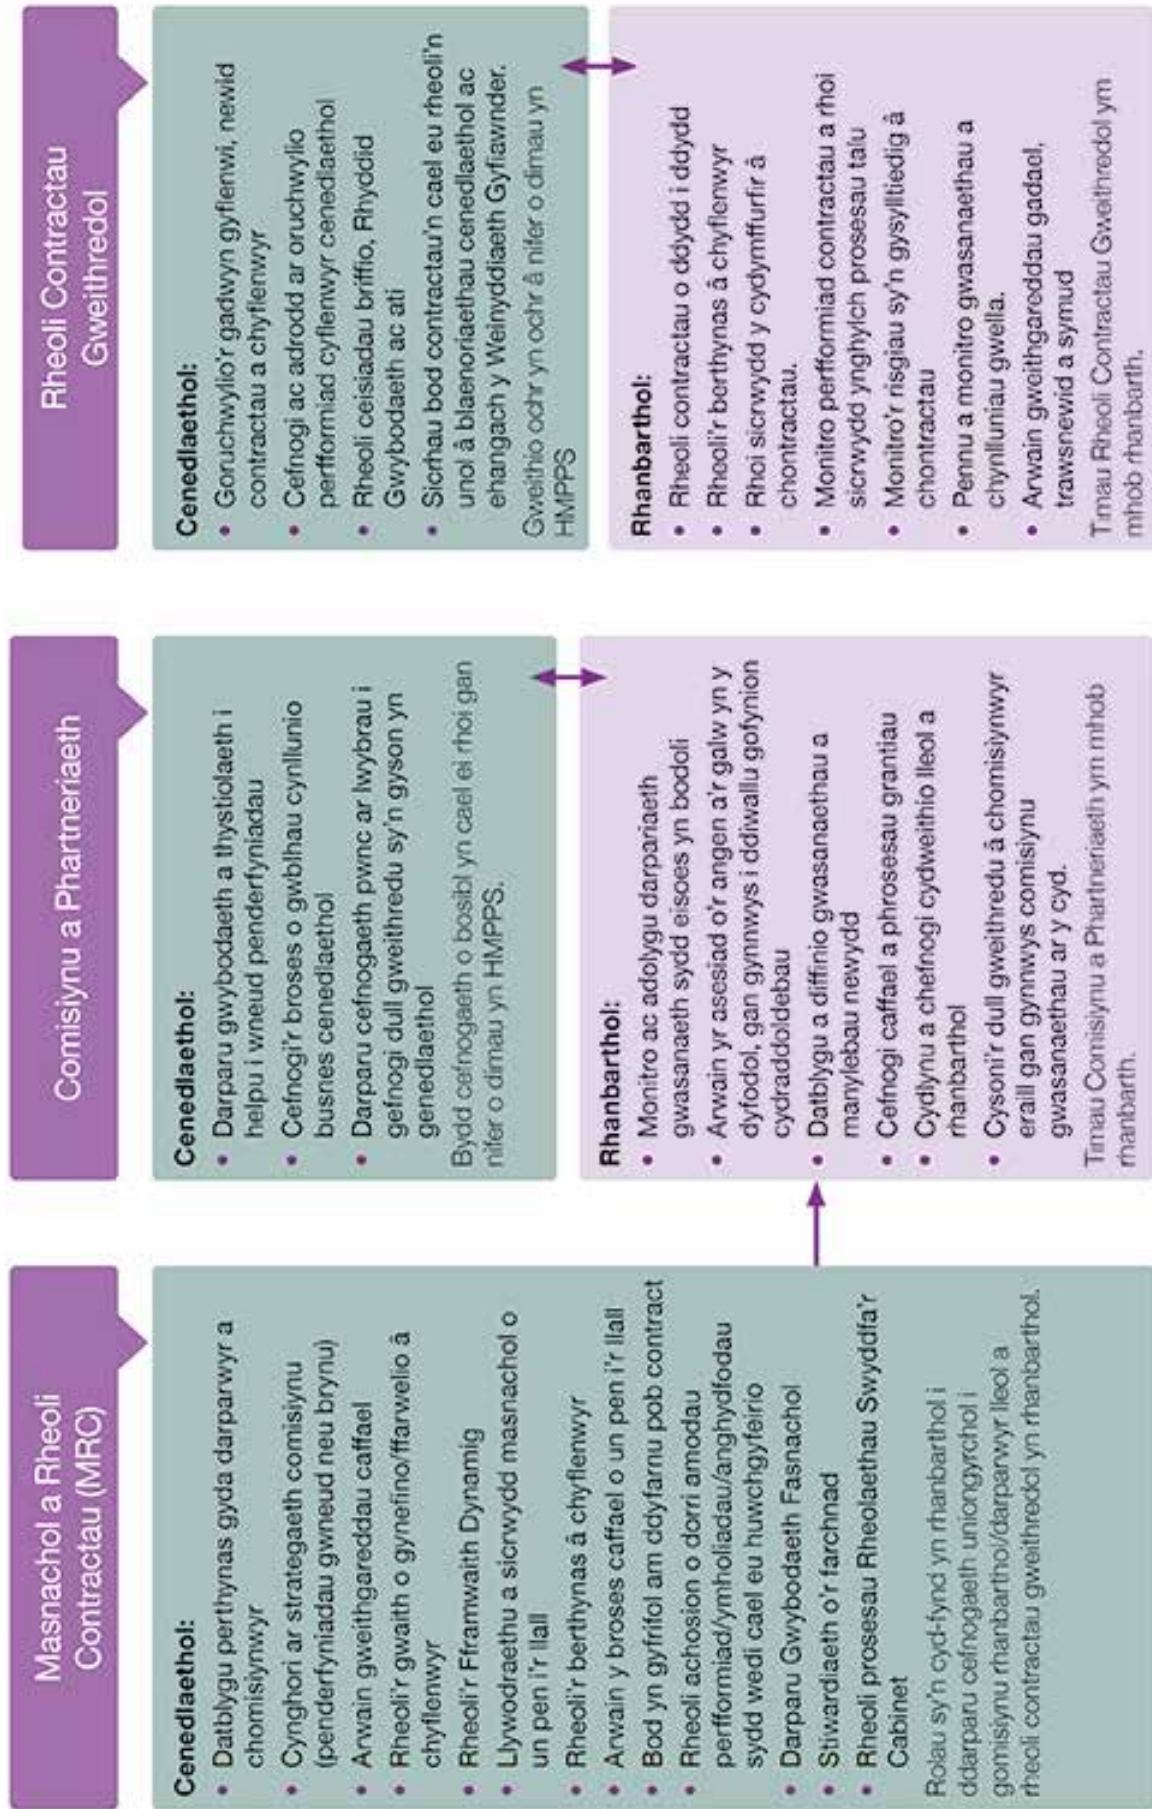 Masnachol a Rheoli
Contractau (MRC)
Cenedlaethol:
• Datblygu perthynas gyda darparwyr a
chomisiynwyr
• Cynghori ar strategaeth comisiynu
(penderfyniadau gwneud neu brynu)
• Arwain gweithgareddau caffael
• Rheoli'r gwaith o gynefino/ffarwelio â
chyflenwyr
• Rheoli'r Fframwaith Dynamig
• Llywodraethu a sicrwydd masnachol o
un pen i'r llall
• Rheoli'r berthynas â chyflenwyr
• Arwain y broses caffael o un pen i'r llall
• Bod yn gyfrifol am ddyfarnu pob contract
• Rheoli achosion o dorri amodau
perfformiad/ymholiadau/anghydfodau
sydd wedi cael eu huwchgyfeirio
• Darparu Gwybodaeth Fasnachol
• Stiwardiaeth o'r farchnad
• Rheoli prosesau Rheolaethau Swyddfa'r
Cabinet
Rolau sy'n cyd-fynd yn rhanbarthol i
ddarparu cefnogaeth uniongyrchol i
gomisiynu rhanbarthol/darparwyr lleol a
rheoli contractau gweithredol yn rhanbarthol.
Comisiynu a Phartneriaeth
Cenedlaethol:
• Darparu gwybodaeth a thystiolaeth i
helpu i wneud penderfyniadau
• Cefnogi'r broses o gwblhau cynllunio
busnes cenedlaethol
• Darparu cefnogaeth pwnc ar lwybrau i
gefnogi dull gweithredu sy'n gyson yn
genedlaethol
Bydd cefnogaeth o bosibl yn cael ei rhoi gan
nifer o dimau yn HMPPS.
Rhanbarthol:
• Monitro ac adolygu darpariaeth
gwasanaeth sydd eisoes yn bodoli
• Arwain yr asesiad o'r angen a'r galw yn y
dyfodol, gan gynnwys i ddiwallu gofynion
cydraddoldebau
• Datblygu a diffinio gwasanaethau a
manylebau newydd
• Cefnogi caffael a phrosesau grantiau
• Cydlynu a chefnogi cydweithio lleol a
rhanbarthol
• Cysoni'r dull gweithredu â chomisiynwyr
eraill gan gynnwys comisiynu
gwasanaethau ar y cyd.
Timau Comisiynu a Phartneriaeth ym mhob
rhanbarth.
Rheoli Contractau
Gweithredol
Cenedlaethol:
• Goruchwylio'r gadwyn gyflenwi, newid
contractau a chyflenwyr
• Cefnogi ac adrodd ar oruchwylio
perfformiad cyflenwyr cenedlaethol
• Rheoli ceisiadau briffio, Rhyddid
Gwybodaeth ac ati
• Sicrhau bod contractau'n cael eu rheoli'n
unol â blaenoriaethau cenedlaethol ac
ehangach y Weinyddiaeth Gyfiawnder.
Gweithio ochr yn ochr â nifer o dimau yn
HMPPS
Rhanbarthol:
• Rheoli contractau o ddydd i ddydd
• Rheoli'r berthynas â chyflenwyr
• Rhoi sicrwydd y cydymffurfir â
chontractau.
• Monitro perfformiad contractau a rhoi
sicrwydd ynghylch prosesau talu
• Monitro'r risgiau sy'n gysylltiedig â
chontractau
• Pennu a monitro gwasanaethau a
chynlluniau gwella.
• Arwain gweithgareddau gadael,
trawsnewid a symud
Timau Rheoli Contractau Gweithredol ym
mhob rhanbarth.